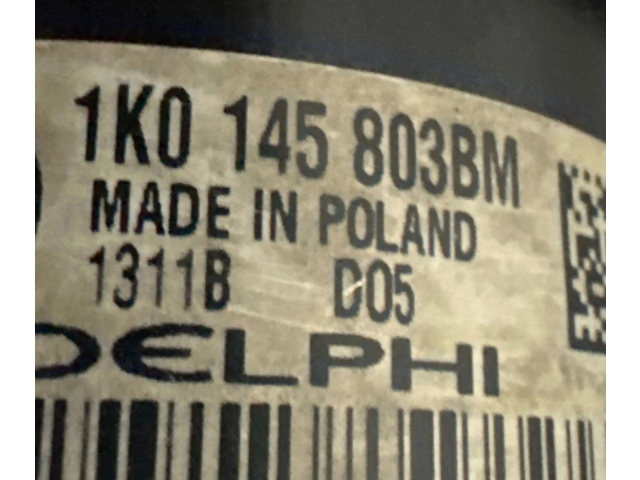 1K0 145 803BM
MADE IN POLAND
1311B D05
DELPHI